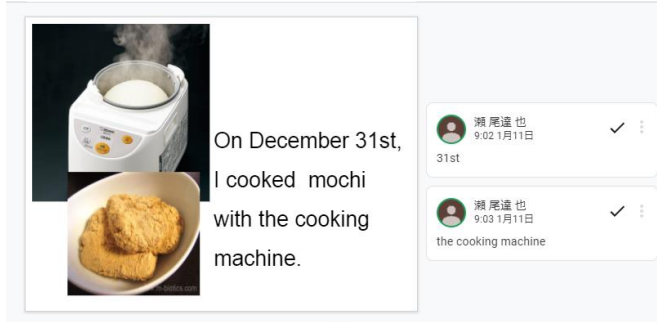 On December 31st,
I cooked  mochi
with the cooking
machine.
瀬 尾達 也
9:02 1月11日
31st
瀬 尾達 也
9:03 1月11日
the cooking machine